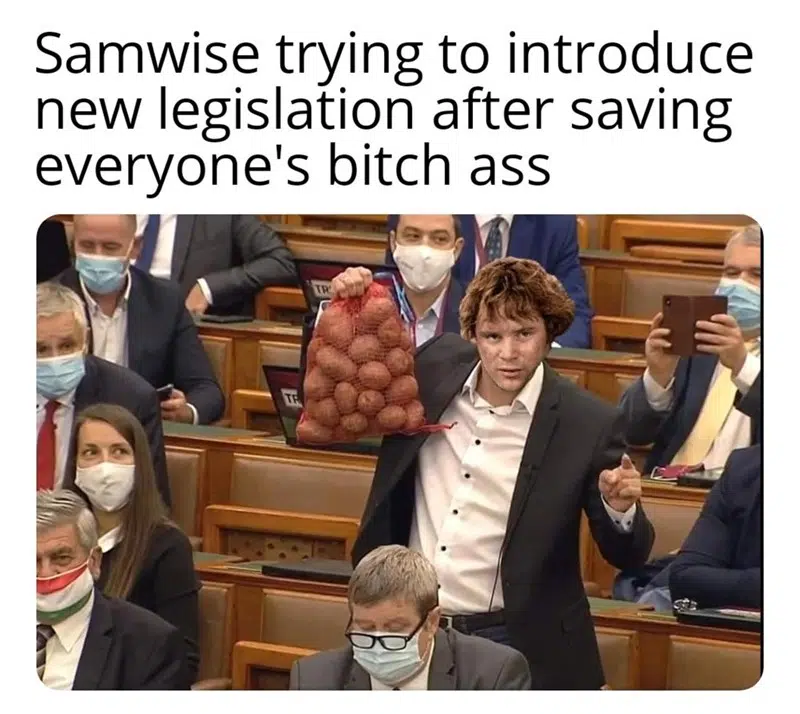 Samwise trying to introduce
new legislation after saving
everyone's bitch ass